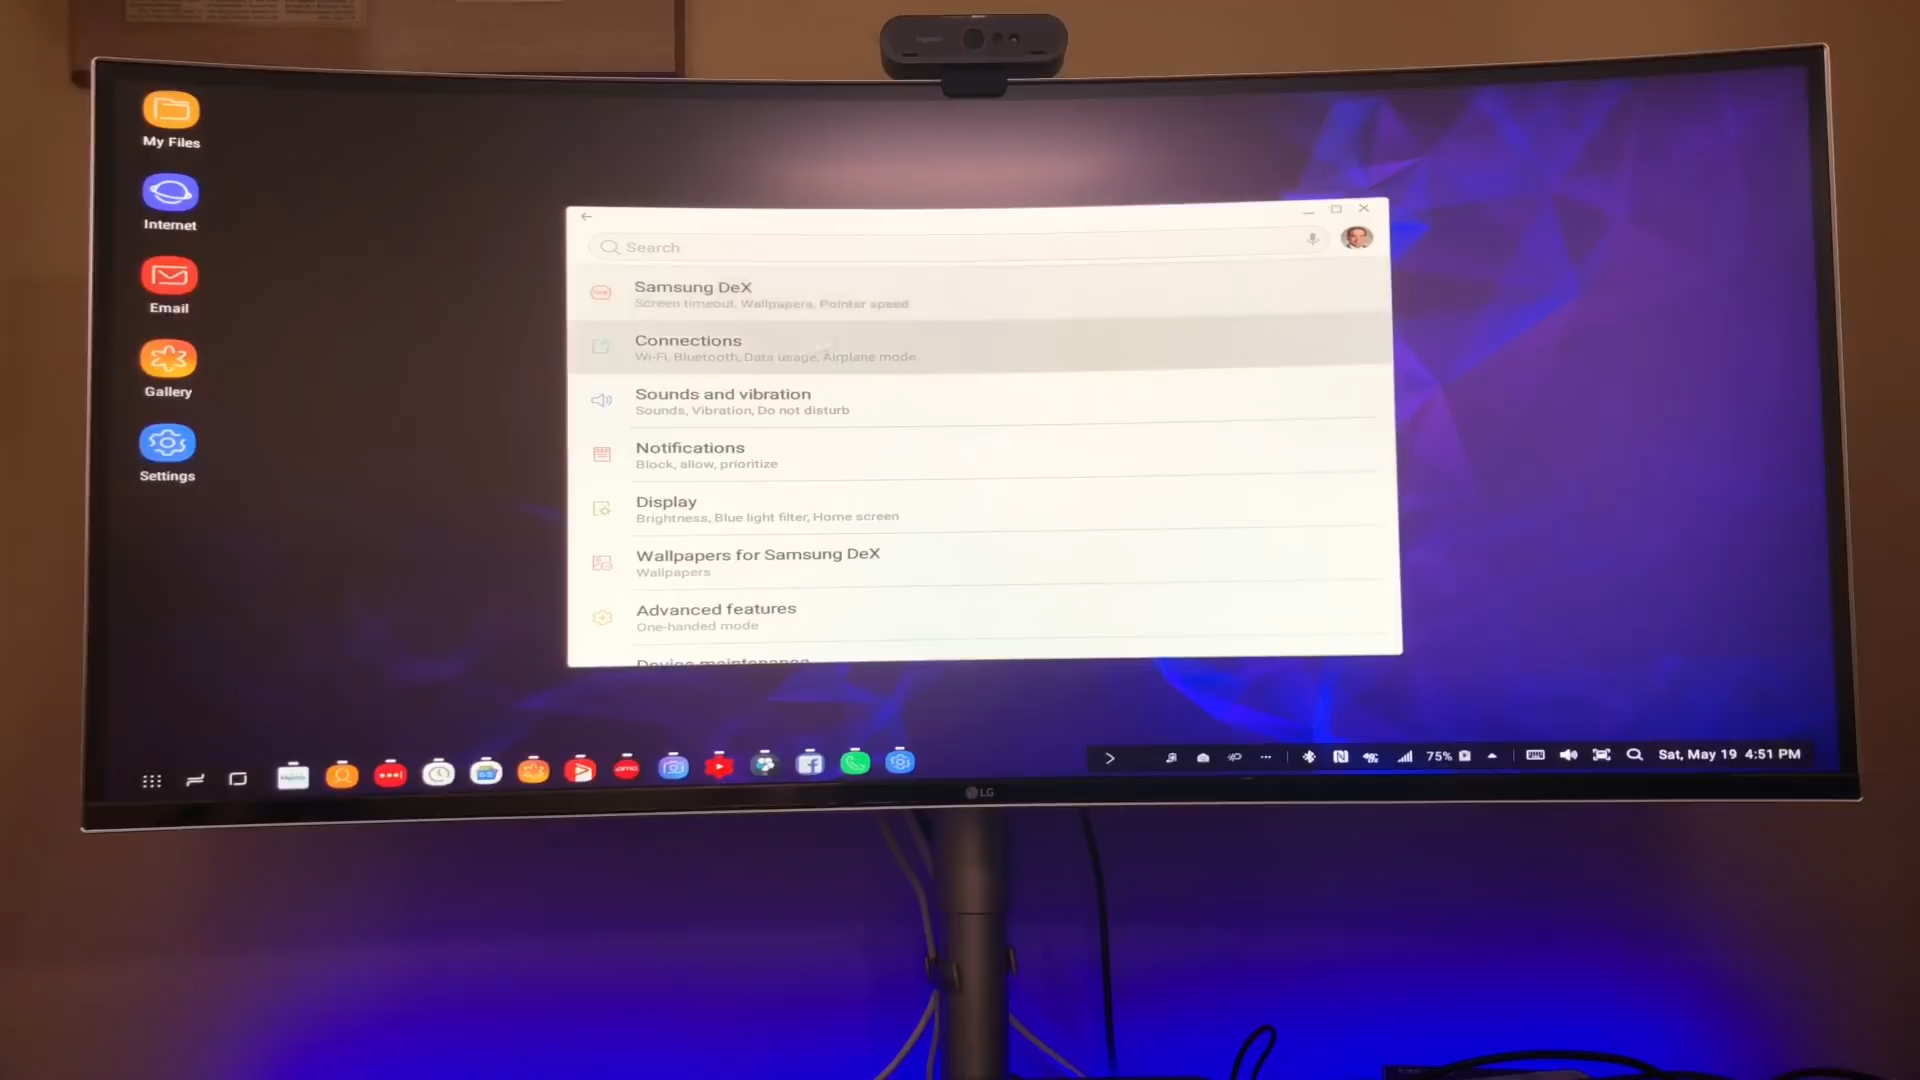 My Files
Internet
Email
Gallery
Settings
Search
Samsung DeX
Screen timeout, Wallpapers, Pointer speed
Connections
Wi-Fi, Bluetooth, Data usage, Airplane mode
Sounds and vibration
Sounds, Vibration, Do not disturb
Notifications
Block, allow, prioritize
Display
Brightness, Blue light filter, Home screen
Wallpapers for Samsung DeX
Wallpapers
Advanced features
One-handed mode
Device maintenance
75%
Sat, May 19 4:51 PM
LG